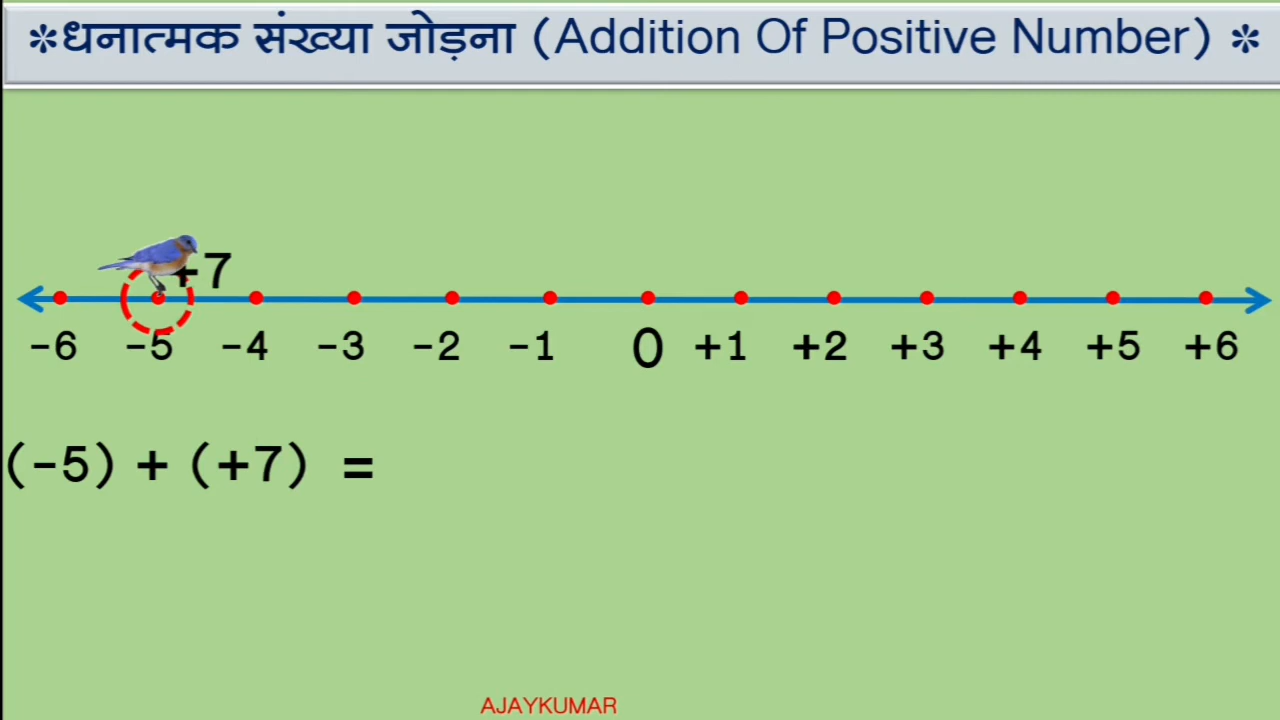 *धनात्मक संख्या जोड़ना (Addition Of Positive Number) *
+7
-6 -5 -4 -3 -2 -1 0 +1 +2 +3 +4 +5 +6
(-5) + (+7) =
AJAYKUMAR